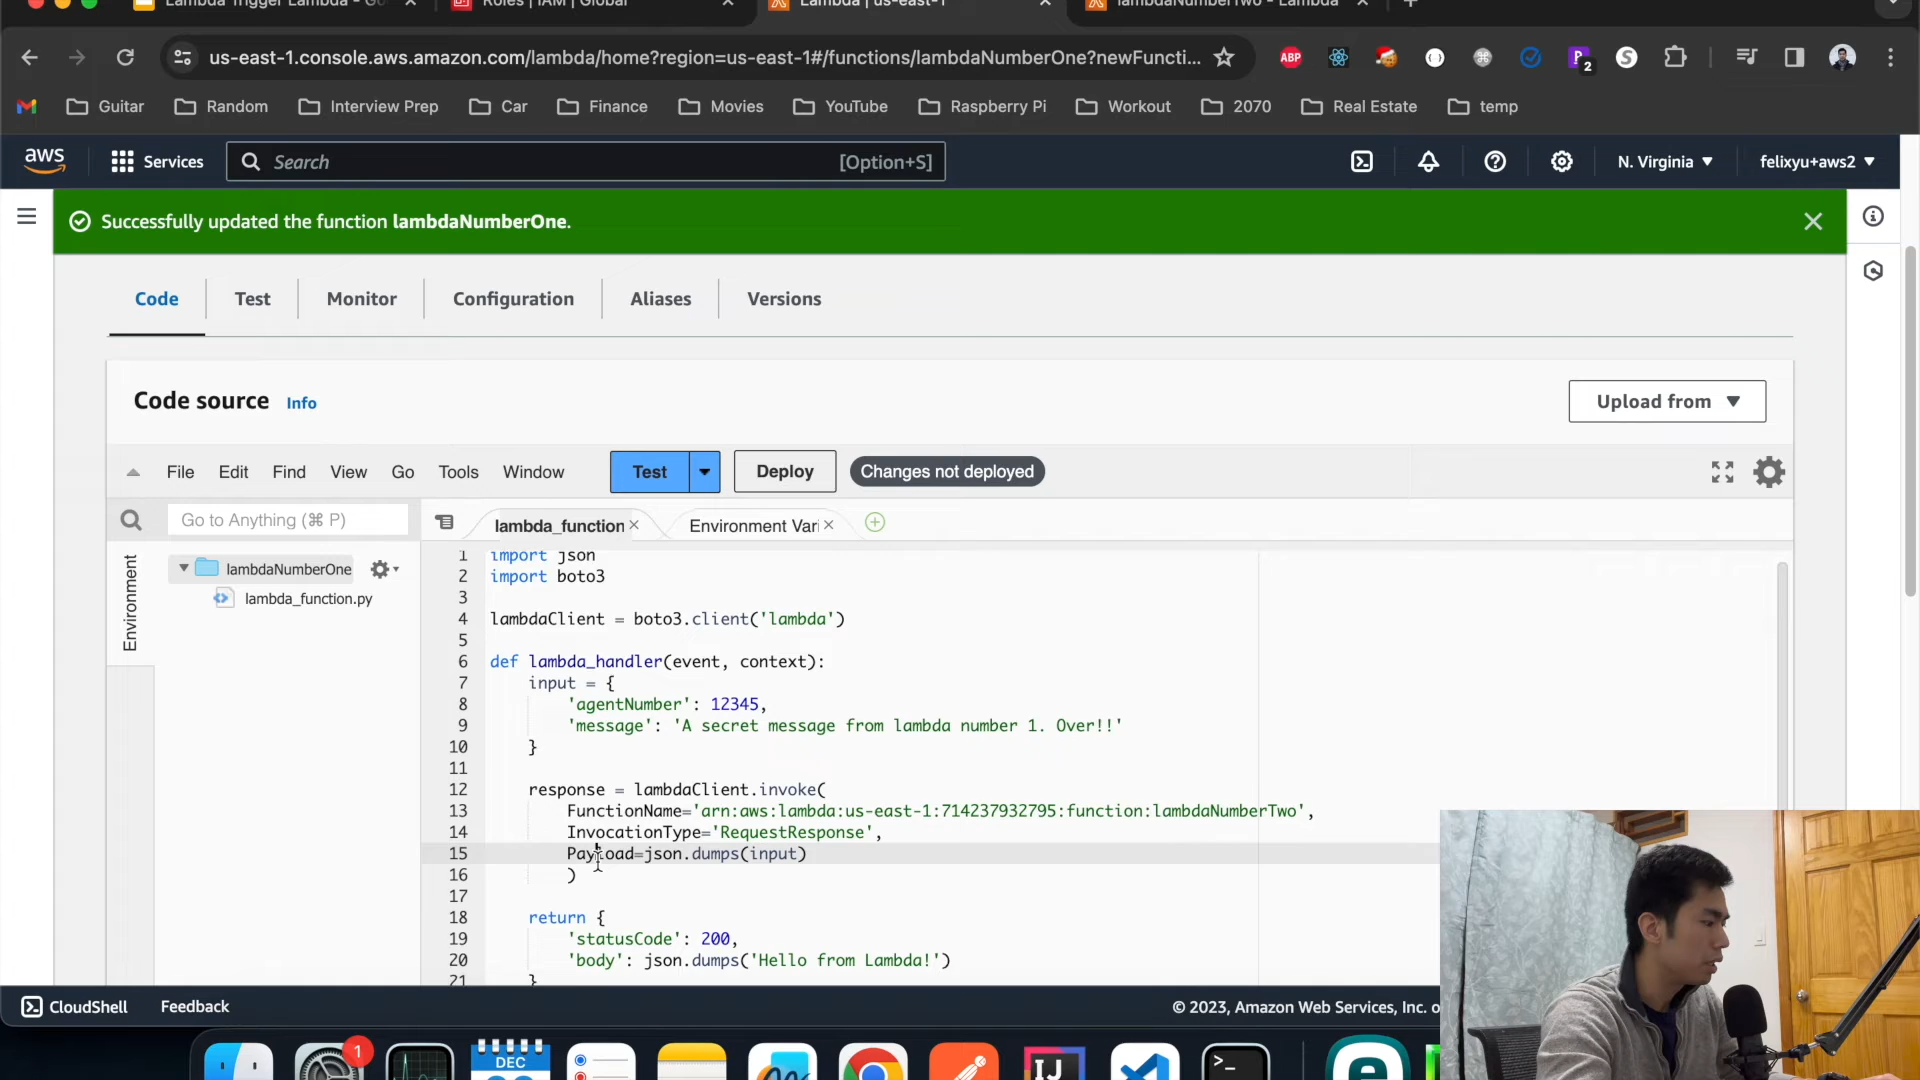 Lambda Trigger Lambda - Go
Roles | IAM | Global
Lambda | us-east-1
lambdaNumberTwo - Lambda
us-east-1.console.aws.amazon.com/lambda/home?region=us-east-1#/functions/lambdaNumberOne?newFuncti...
ABP
2
Guitar
Random
Interview Prep
Car
Finance
Movies
YouTube
Raspberry Pi
Workout
2070
Real Estate
temp
aws
Services
Search
[Option+S]
N. Virginia
felixyu+aws2
Successfully updated the function lambdaNumberOne.
Code
Test
Monitor
Configuration
Aliases
Versions
Code source
Info
Upload from
File
Edit
Find
View
Go
Tools
Window
Test
Deploy
Changes not deployed
Go to Anything (⌘ P)
lambda_function
Environment Vari
Environment
lambdaNumberOne
lambda_function.py
1 import json
2 import boto3
3
4 lambdaClient = boto3.client('lambda')
5
6 def lambda_handler(event, context):
7 input = {
8 'agentNumber': 12345,
9 'message': 'A secret message from lambda number 1. Over!!'
10 }
11
12 response = lambdaClient.invoke(
13 FunctionName='arn:aws:lambda:us-east-1:714237932795:function:lambdaNumberTwo',
14 InvocationType='RequestResponse',
15 Payload=json.dumps(input)
16 )
17
18 return {
19 'statusCode': 200,
20 'body': json.dumps('Hello from Lambda!')
21 }
CloudShell
Feedback
© 2023, Amazon Web Services, Inc. o
1
DEC
IJ